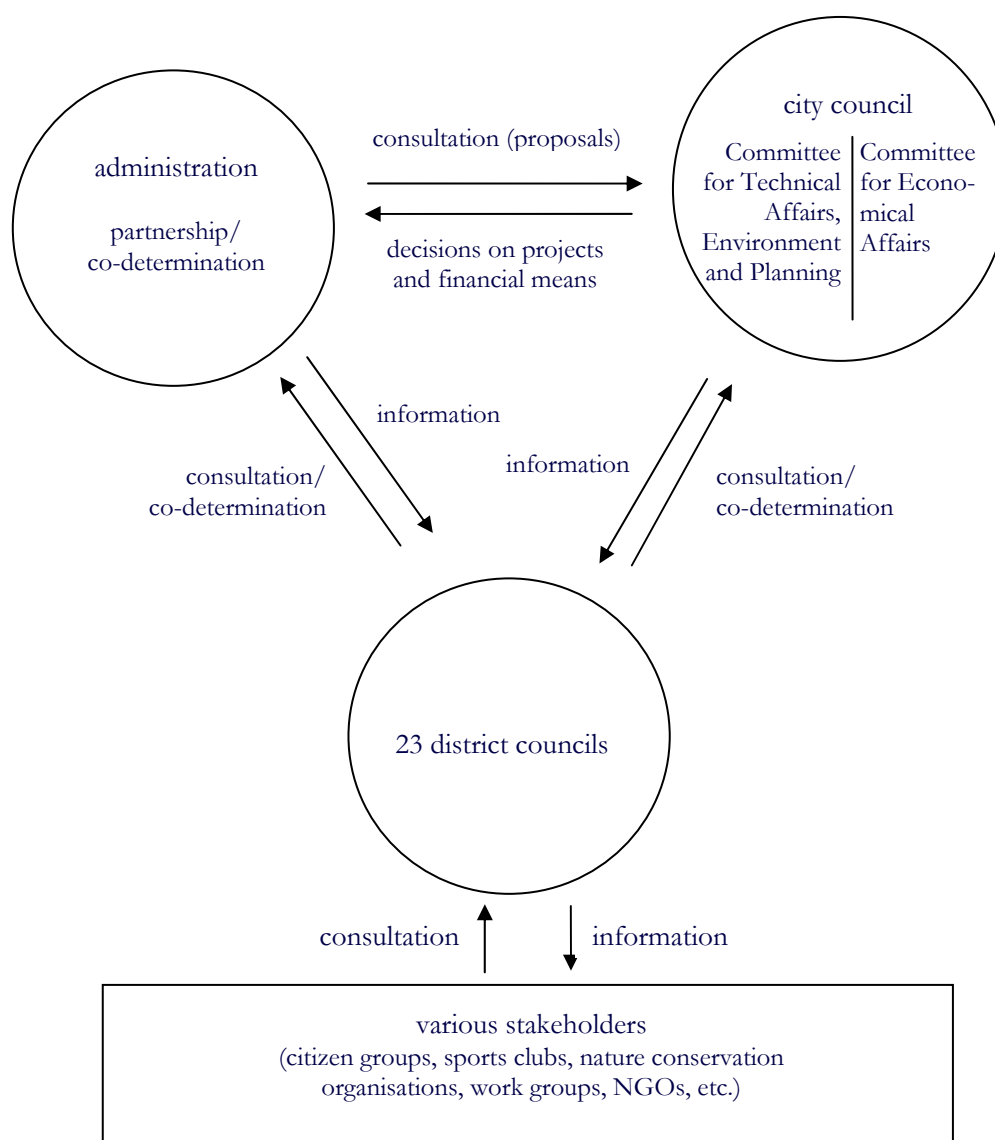 city council
consultation (proposals)
administration
Committee
for Technical
Affairs,
Environment
and Planning
Committee
for Econo-
mical
Affairs
partnership/
co-determination
decisions on projects
and financial means
information
consultation/
co-determination
information
consultation/
co-determination
23 district councils
consultation
information
various stakeholders
(citizen groups, sports clubs, nature conservation
organisations, work groups, NGOs, etc.)